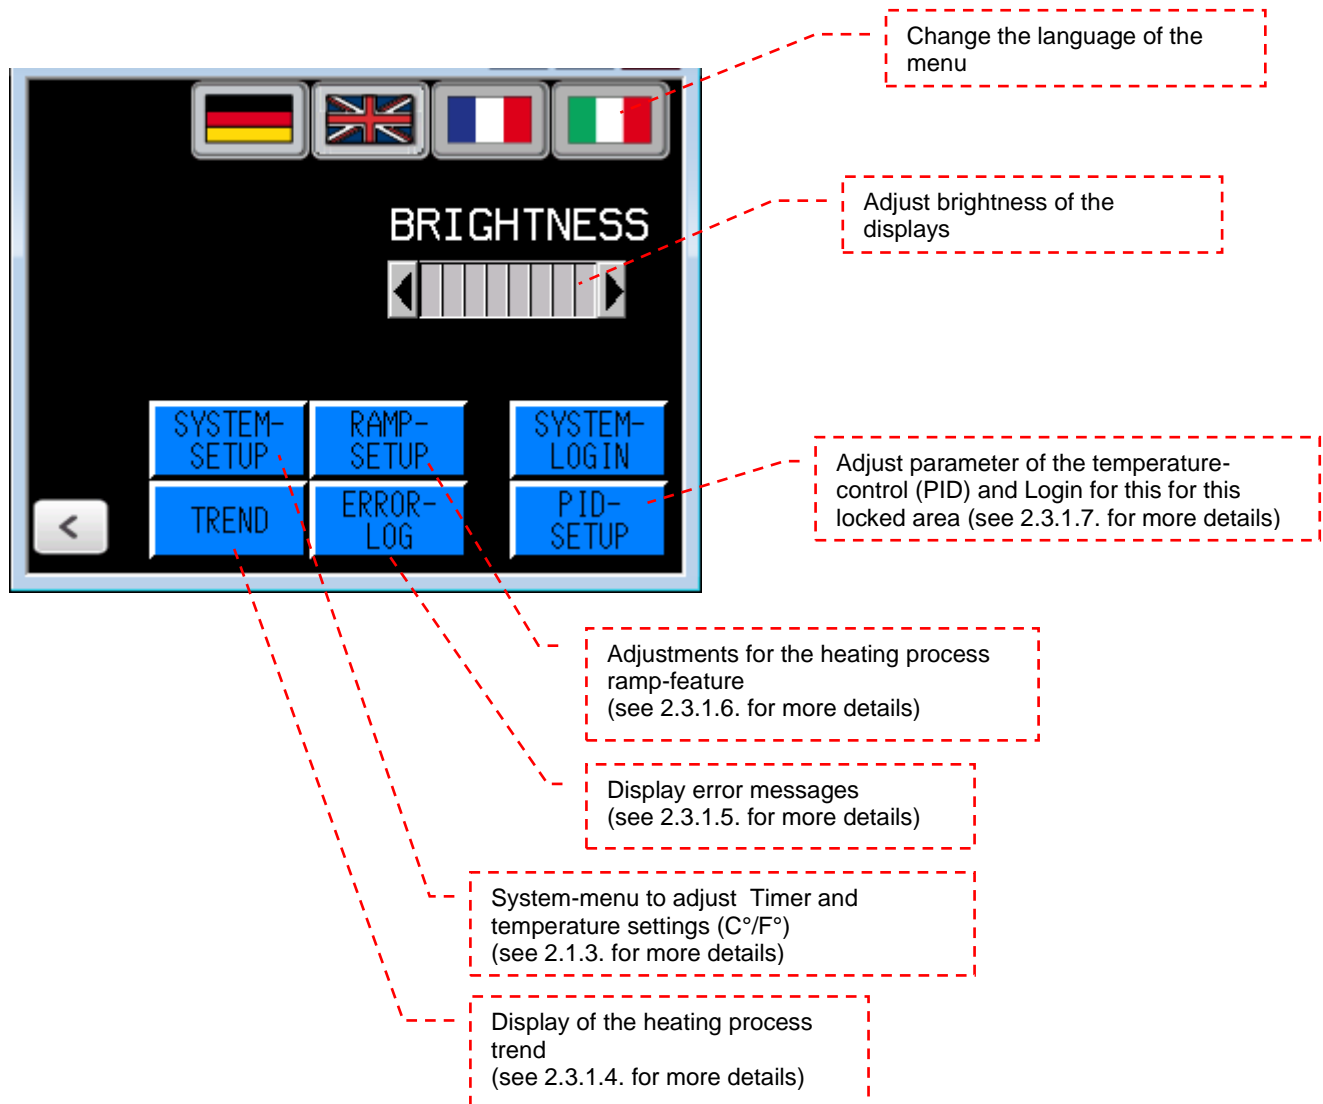 Change the language of the
menu
Adjust brightness of the
displays
BRIGHTNESS
SYSTEM-
SETUP
RAMP-
SETUP
SYSTEM-
LOGIN
TREND
ERROR-
LOG
PID-
SETUP
<
Adjust parameter of the temperature-
control (PID) and Login for this for this
locked area (see 2.3.1.7. for more details)
Adjustments for the heating process
ramp-feature
(see 2.3.1.6. for more details)
Display error messages
(see 2.3.1.5. for more details)
System-menu to adjust  Timer and
temperature settings (C°/F°)
(see 2.1.3. for more details)
Display of the heating process
trend
(see 2.3.1.4. for more details)